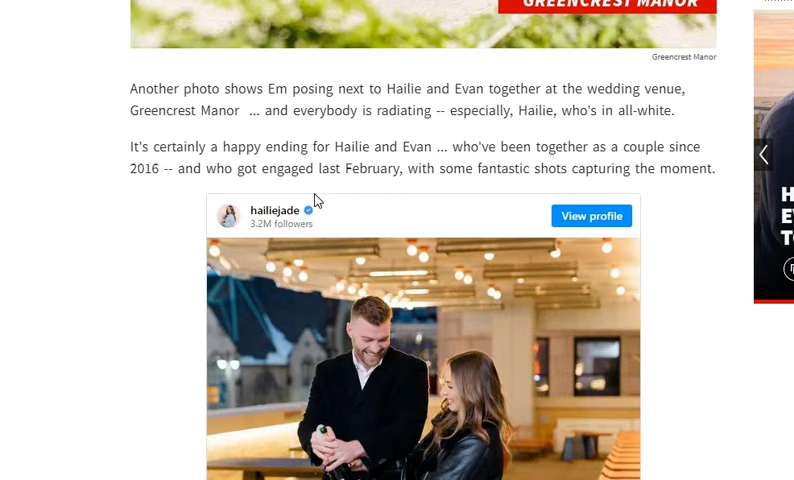 GREENCREST MANOR
Greencrest Manor
Another photo shows Em posing next to Hailie and Evan together at the wedding venue,
Greencrest Manor ... and everybody is radiating -- especially, Hailie, who's in all-white.
It's certainly a happy ending for Hailie and Evan ... who've been together as a couple since
2016 -- and who got engaged last February, with some fantastic shots capturing the moment.
hailiejade
3.2M followers
View profile